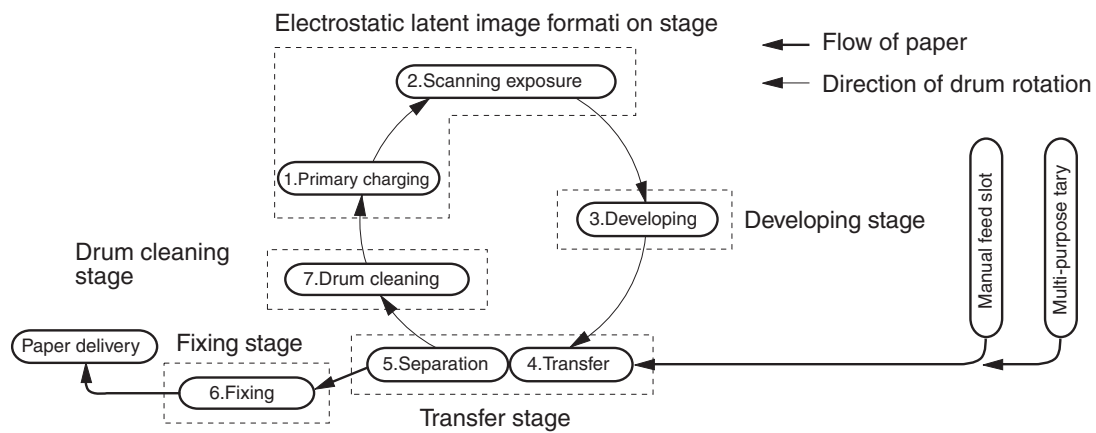 Electrostatic latent image formati on stage
Flow of paper
2.Scanning exposure
Direction of drum rotation
1.Primary charging
Manual feed slot
Multi-purpose tary
3.Developing
Developing stage
Drum cleaning
stage
7.Drum cleaning
Paper delivery
Fixing stage
5.Separation
4.Transfer
6.Fixing
Transfer stage